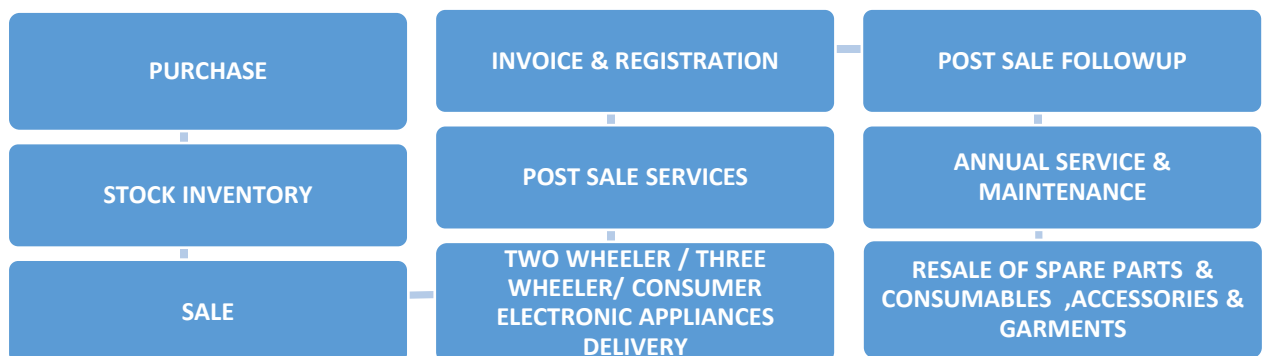 PURCHASE
STOCK INVENTORY
SALE
TWO WHEELER / THREE
WHEELER/ CONSUMER
ELECTRONIC APPLIANCES
DELIVERY
POST SALE SERVICES
INVOICE & REGISTRATION
POST SALE FOLLOWUP
ANNUAL SERVICE &
MAINTENANCE
RESALE OF SPARE PARTS &
CONSUMABLES ,ACCESSORIES &
GARMENTS